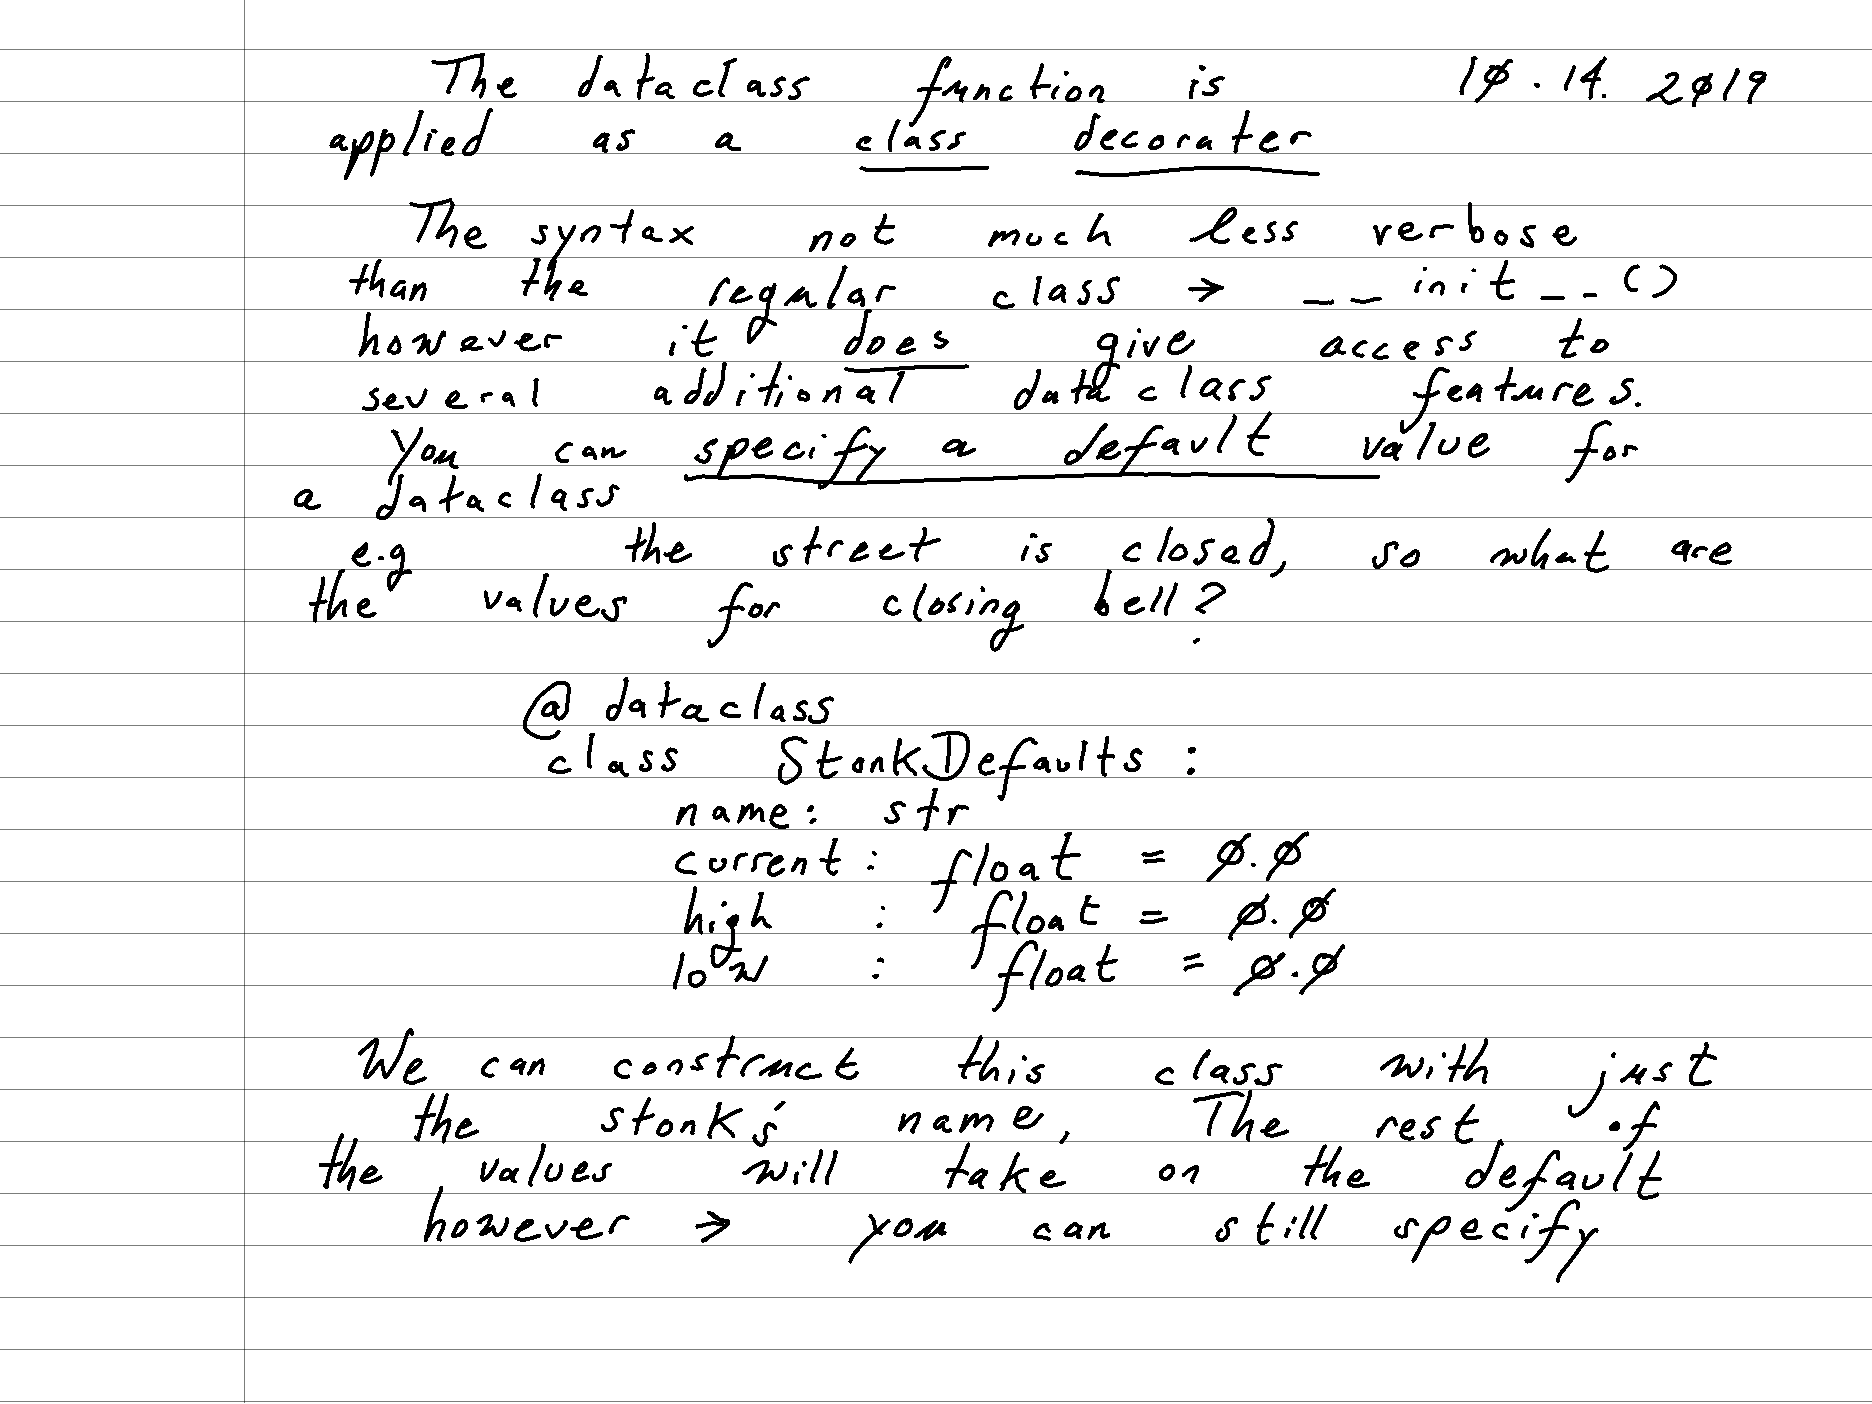 The dataclass function is 10.14.2019
applied as a class decorater
The syntax not much less verbose
than the regular class → __init__()
however it does give access to
several additional dataclass features.
You can specify a default value for
a dataclass
e.g the street is closed, so what are
the values for closing bell?
@dataclass
class StonkDefaults:
name: str
current: float = 0.0
high : float = 0.0
low : float = 0.0
We can construct this class with just
the stonk's name, The rest of
the values will take on the default
however → you can still specify